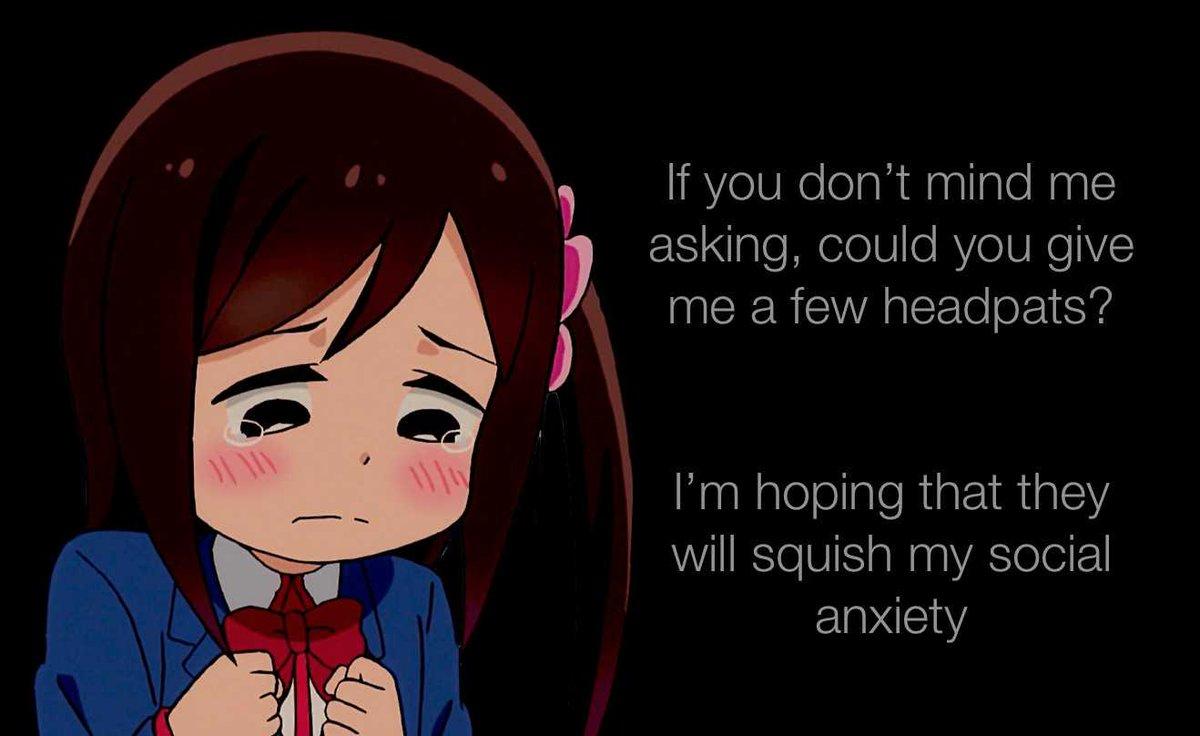 If you don’t mind me
asking, could you give
me a few headpats?
I’m hoping that they
will squish my social
anxiety